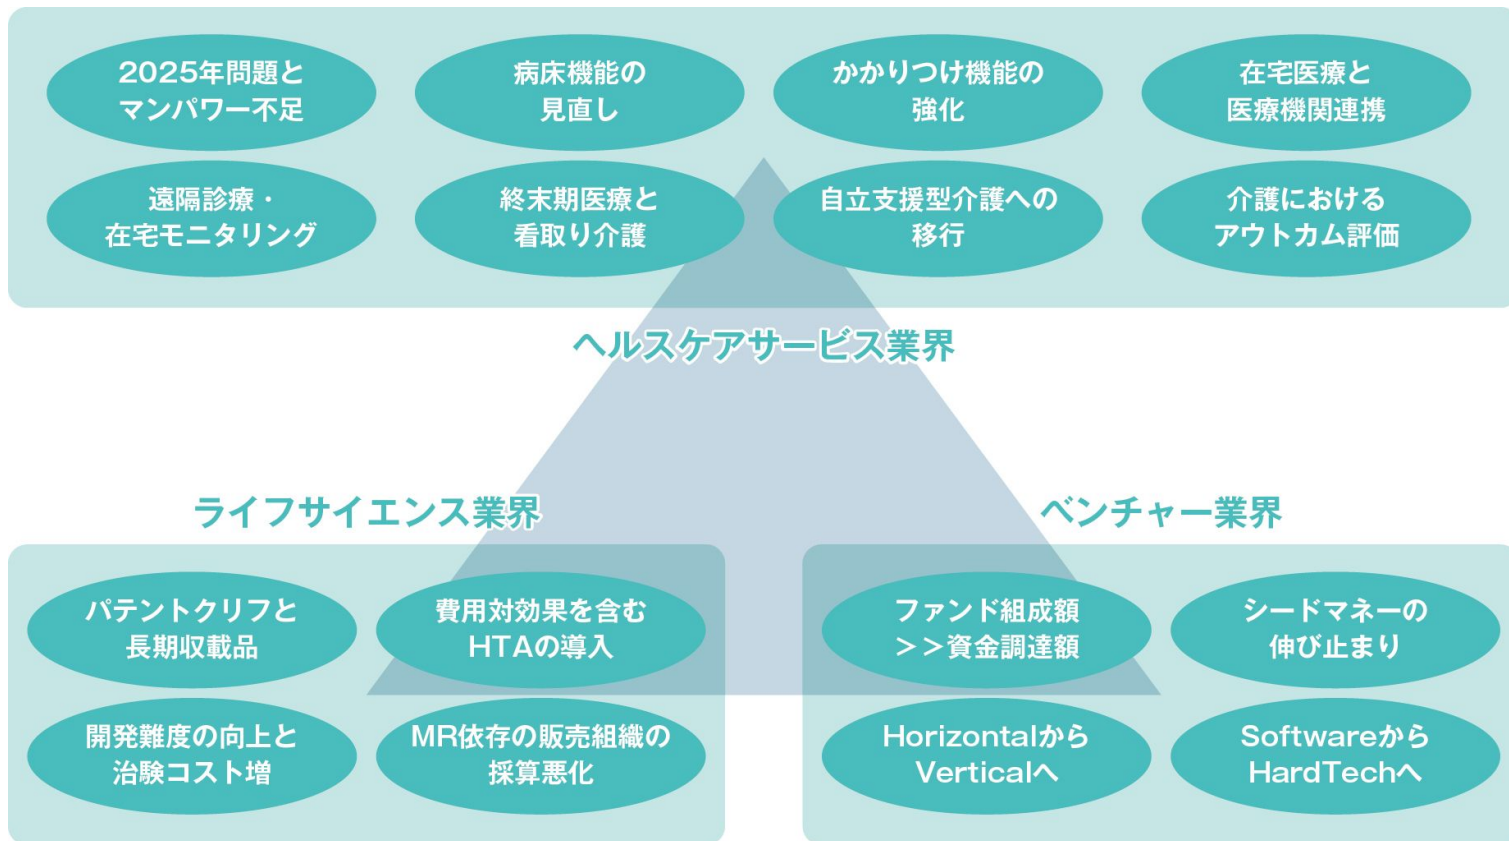 2025年問題と
マンパワー不足
病床機能の
見直し
かかりつけ機能の
強化
在宅医療と
医療機関連携
遠隔診療・
在宅モニタリング
終末期医療と
看取り介護
自立支援型介護への
移行
介護における
アウトカム評価
ヘルスケアサービス業界
ライフサイエンス業界
パテントクリフと
長期収載品
費用対効果を含む
HTAの導入
開発難度の向上と
治験コスト増
MR依存の販売組織の
採算悪化
ベンチャー業界
ファンド組成額
>>資金調達額
シードマネーの
伸び止まり
Horizontalから
Verticalへ
Softwareから
HardTechへ